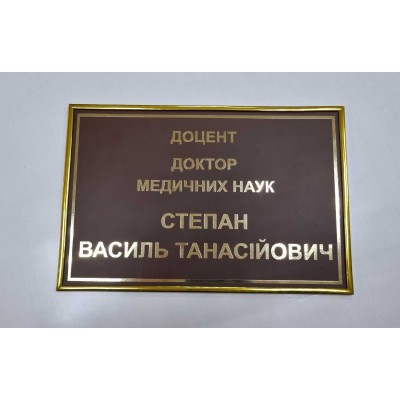 ДОЦЕНТ
ДОКТОР
МЕДИЧНИХ НАУК
СТЕПАН
ВАСИЛЬ ТАНАСІЙОВИЧ